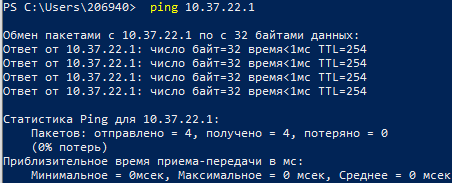 PS C:\Users\206940>  ping 10.37.22.1
Обмен пакетами с 10.37.22.1 по с 32 байтами данных:
Ответ от 10.37.22.1: число байт=32 время<1мс TTL=254
Ответ от 10.37.22.1: число байт=32 время<1мс TTL=254
Ответ от 10.37.22.1: число байт=32 время<1мс TTL=254
Ответ от 10.37.22.1: число байт=32 время<1мс TTL=254
Статистика Ping для 10.37.22.1:
    Пакетов: отправлено = 4, получено = 4, потеряно = 0
    (0% потерь)
Приблизительное время приема-передачи в мс:
    Минимальное = 0мсек, Максимальное = 0 мсек, Среднее = 0 мсек